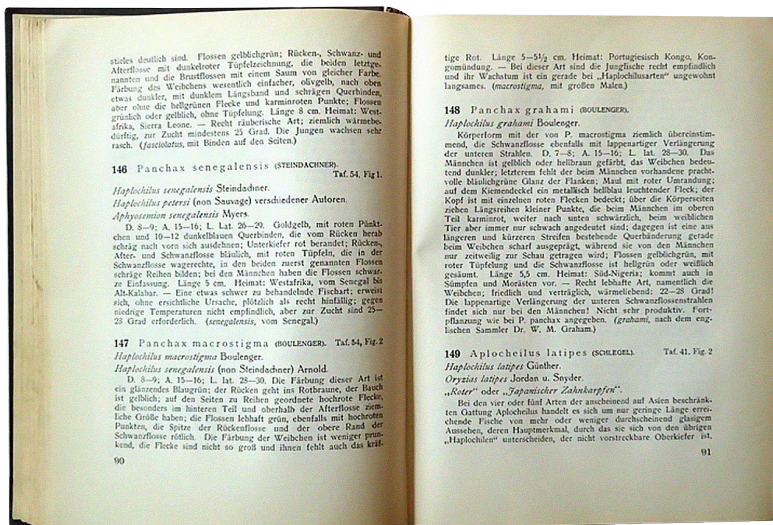 stieles deutlich sind. Flossen gelblichgrün; Rücken-, Schwanz- und
Afterflosse mit dunkelroter Tüpfelzeichnung, die beiden letztge-
nannten und die Brustflossen mit einem Saum von gleicher Farbe.
Färbung des Weibchens wesentlich einfacher, olivgelb, nach oben
etwas dunkler, mit dunklem Längsband und schrägen Querbinden,
aber ohne die hellgrünen Flecke und karminroten Punkte; Flossen
grünlich oder gelblich, ohne Tüpfelung. Länge 8 cm. Heimat: West-
afrika, Sierra Leone. — Recht räuberische Art; ziemlich wärmebe-
dürftig, zur Zucht mindestens 25 Grad. Die Jungen wachsen sehr
rasch. (fasciolatus, mit Binden auf den Seiten.)
146 Panchax senegalensis (STEINDACHNER).
Taf. 54, Fig 1.
Haplochilus senegalensis Steindachner.
Haplochilus petersi (non Sauvage) verschiedener Autoren.
Aphyosemion senegalensis Myers.
D. 8—9; A. 15—16; L. Lat. 26—29. Goldgelb, mit roten Pünkt-
chen und 10—12 dunkelblauen Querbinden, die vom Rücken herab
schräg nach vorn sich ausdehnen; Unterkiefer rot berandet; Rücken-,
After- und Schwanzflosse bläulich, mit roten Tüpfeln, die in der
Schwanzflosse wagerechte, in den beiden zuerst genannten Flossen
schräge Reihen bilden; bei den Männchen haben die Flossen schwar-
ze Einfassung. Länge 5 cm. Heimat: Westafrika, vom Senegal bis
Alt-Kalabar. — Eine etwas schwer zu behandelnde Fischart; erweist
sich, ohne ersichtliche Ursache, plötzlich als recht hinfällig; gegen
niedrige Temperaturen nicht empfindlich, aber zur Zucht sind 25—
28 Grad erforderlich. (senegalensis, vom Senegal.)
147 Panchax macrostigma (BOULENGER). Taf. 54, Fig. 2
Haplochilus macrostigma Boulenger.
Haplochilus senegalensis (non Steindachner) Arnold.
D. 8—9; A. 15—16; L. lat. 28—30. Die Färbung dieser Art ist
ein glänzendes Blaugrün; der Rücken geht ins Rotbraune, der Bauch
ist gelblich; auf den Seiten zu Reihen geordnete hochrote Flecke,
die besonders im hinteren Teil und oberhalb der Afterflosse ziem-
liche Größe haben; die Flossen lebhaft grün, ebenfalls mit hochroten
Punkten, die Spitze der Rückenflosse und der obere Rand der
Schwanzflosse rötlich. Die Färbung der Weibchen ist weniger prun-
kend, die Flecke sind nicht so groß und ihnen fehlt auch das kräf-
90
tige Rot. Länge 5—5½ cm. Heimat: Portugiesisch Kongo, Kon-
gomündung. — Bei dieser Art sind die Jungfische recht empfindlich
und ihr Wachstum ist ein gerade bei „Haplochilusarten“ ungewohnt
langsames. (macrostigma, mit großen Malen.)
148 Panchax grahami (BOULENGER).
Haplochilus grahami Boulenger.
Körperform mit der von P. macrostigma ziemlich übereinstim-
mend, die Schwanzflosse ebenfalls mit lappenartiger Verlängerung
der unteren Strahlen. D. 7—8; A. 15—16; L. lat. 28—30. Das
Männchen ist gelblich oder hellbraun gefärbt, das Weibchen bedeu-
tend dunkler; letzterem fehlt der beim Männchen vorhandene pracht-
volle bläulichgrüne Glanz der Flanken; Maul mit roter Umrandung;
auf dem Kiemendeckel ein metallisch hellblau leuchtender Fleck; der
Kopf ist mit einzelnen roten Flecken bedeckt; über die Körperseiten
ziehen Längsreihen kleiner Punkte, die beim Männchen im oberen
Teil karminrot, weiter nach unten schwärzlich, beim weiblichen
Tier aber immer nur schwach angedeutet sind; dagegen ist eine aus
längeren und kürzeren Streifen bestehende Querbänderung gerade
beim Weibchen scharf ausgeprägt, während sie von den Männchen
nur zeitweilig zur Schau getragen wird; Flossen gelblichgrün, mit
roter Tüpfelung und die Schwanzflosse ist hellgrün oder weißlich
gesäumt. Länge 5,5 cm. Heimat: Süd-Nigeria; kommt auch in
Sümpfen und Morästen vor. — Recht lebhafte Art, namentlich die
Weibchen; friedlich und verträglich, wärmeliebend: 22—28 Grad!
Die lappenartige Verlängerung der unteren Schwanzflossenstrahlen
findet sich nur bei den Männchen! Nicht sehr produktiv. Fort-
pflanzung wie bei P. panchax angegeben. (grahami, nach dem eng-
lischen Sammler Dr. W. M. Graham.)
149 Aplocheilus latipes (SCHLEGEL). Taf. 41. Fig. 2
Haplochilus latipes Günther.
Oryzias latipes Jordan u. Snyder.
„Roter“ oder „Japanischer Zahnkarpfen“.
Bei den vier oder fünf Arten der anscheinend auf Asien beschränk-
ten Gattung Aplocheilus handelt es sich um nur geringe Länge errei-
chende Fische von mehr oder weniger durchscheinend glasigem
Aussehen, deren Hauptmerkmal, durch das sie sich von den übrigen
„Haplochilen“ unterscheiden, der nicht vorstreckbare Oberkiefer ist.
91